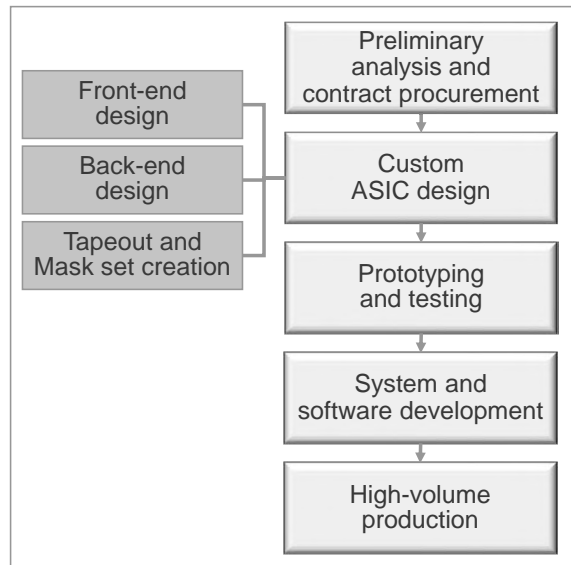 Preliminary
analysis and
contract procurement
Front-end
design
Back-end
design
Tapeout and
Mask set creation
Custom
ASIC design
Prototyping
and testing
System and
software development
High-volume
production